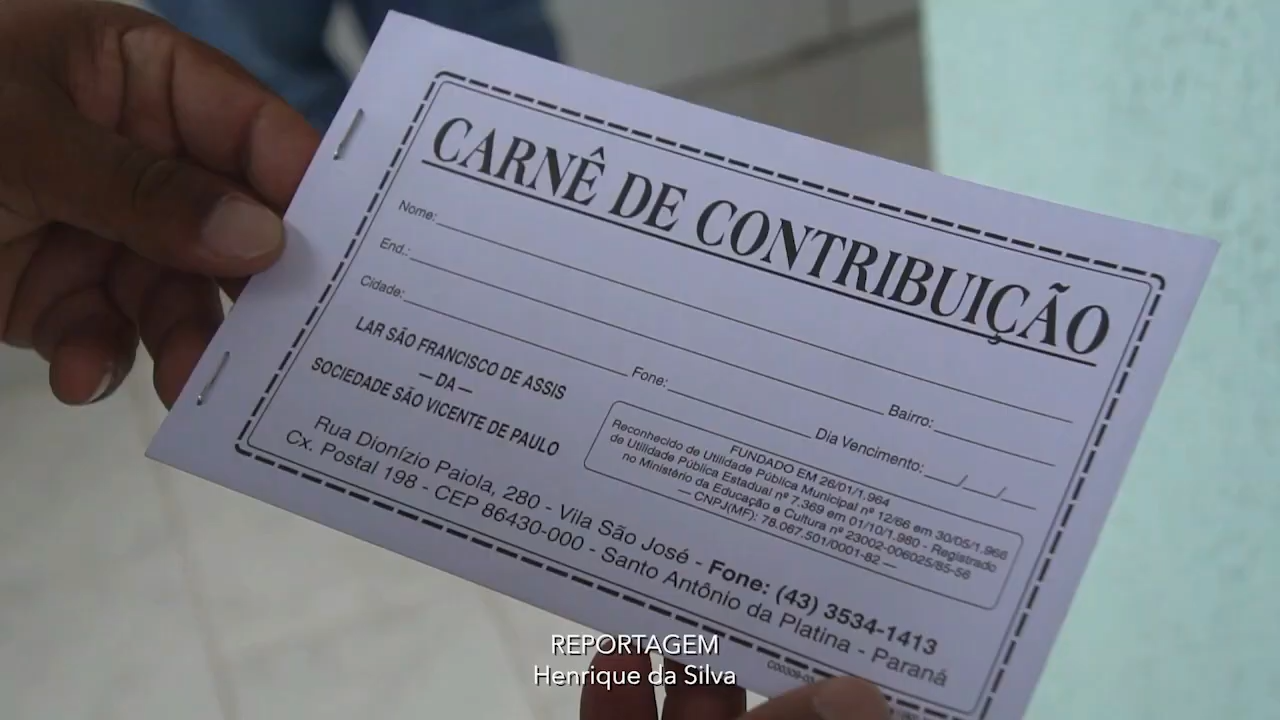 CARNÊ DE CONTRIBUIÇÃO
Nome:
End.:
Bairro:
Cidade:
Fone:
Dia Vencimento: / /
LAR SÃO FRANCISCO DE ASSIS
— DA —
SOCIEDADE SÃO VICENTE DE PAULO
FUNDADO EM 26/01/1.964
Reconhecido de Utilidade Pública Municipal nº 12/66 em 30/05/1.966
de Utilidade Pública Estadual nº 7.369 em 01/10/1.980 - Registrado
no Ministério da Educação e Cultura nº 23002-006025/85-56
— CNPJ(MF): 78.067.501/0001-82 —
Rua Dionízio Paiola, 280 - Vila São José - Fone: (43) 3534-1413
Cx. Postal 198 - CEP 86430-000 - Santo Antônio da Platina - Paraná
REPORTAGEM
Henrique da Silva